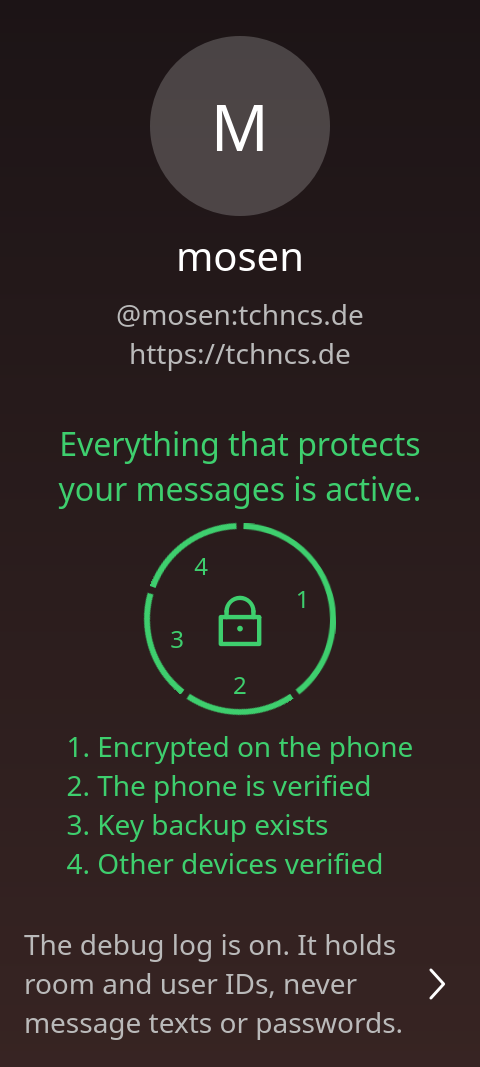 M
mosen
@mosen:tchncs.de
https://tchncs.de
Everything that protects
your messages is active.
4
1
3
2
1. Encrypted on the phone
2. The phone is verified
3. Key backup exists
4. Other devices verified
The debug log is on. It holds
room and user IDs, never
message texts or passwords.